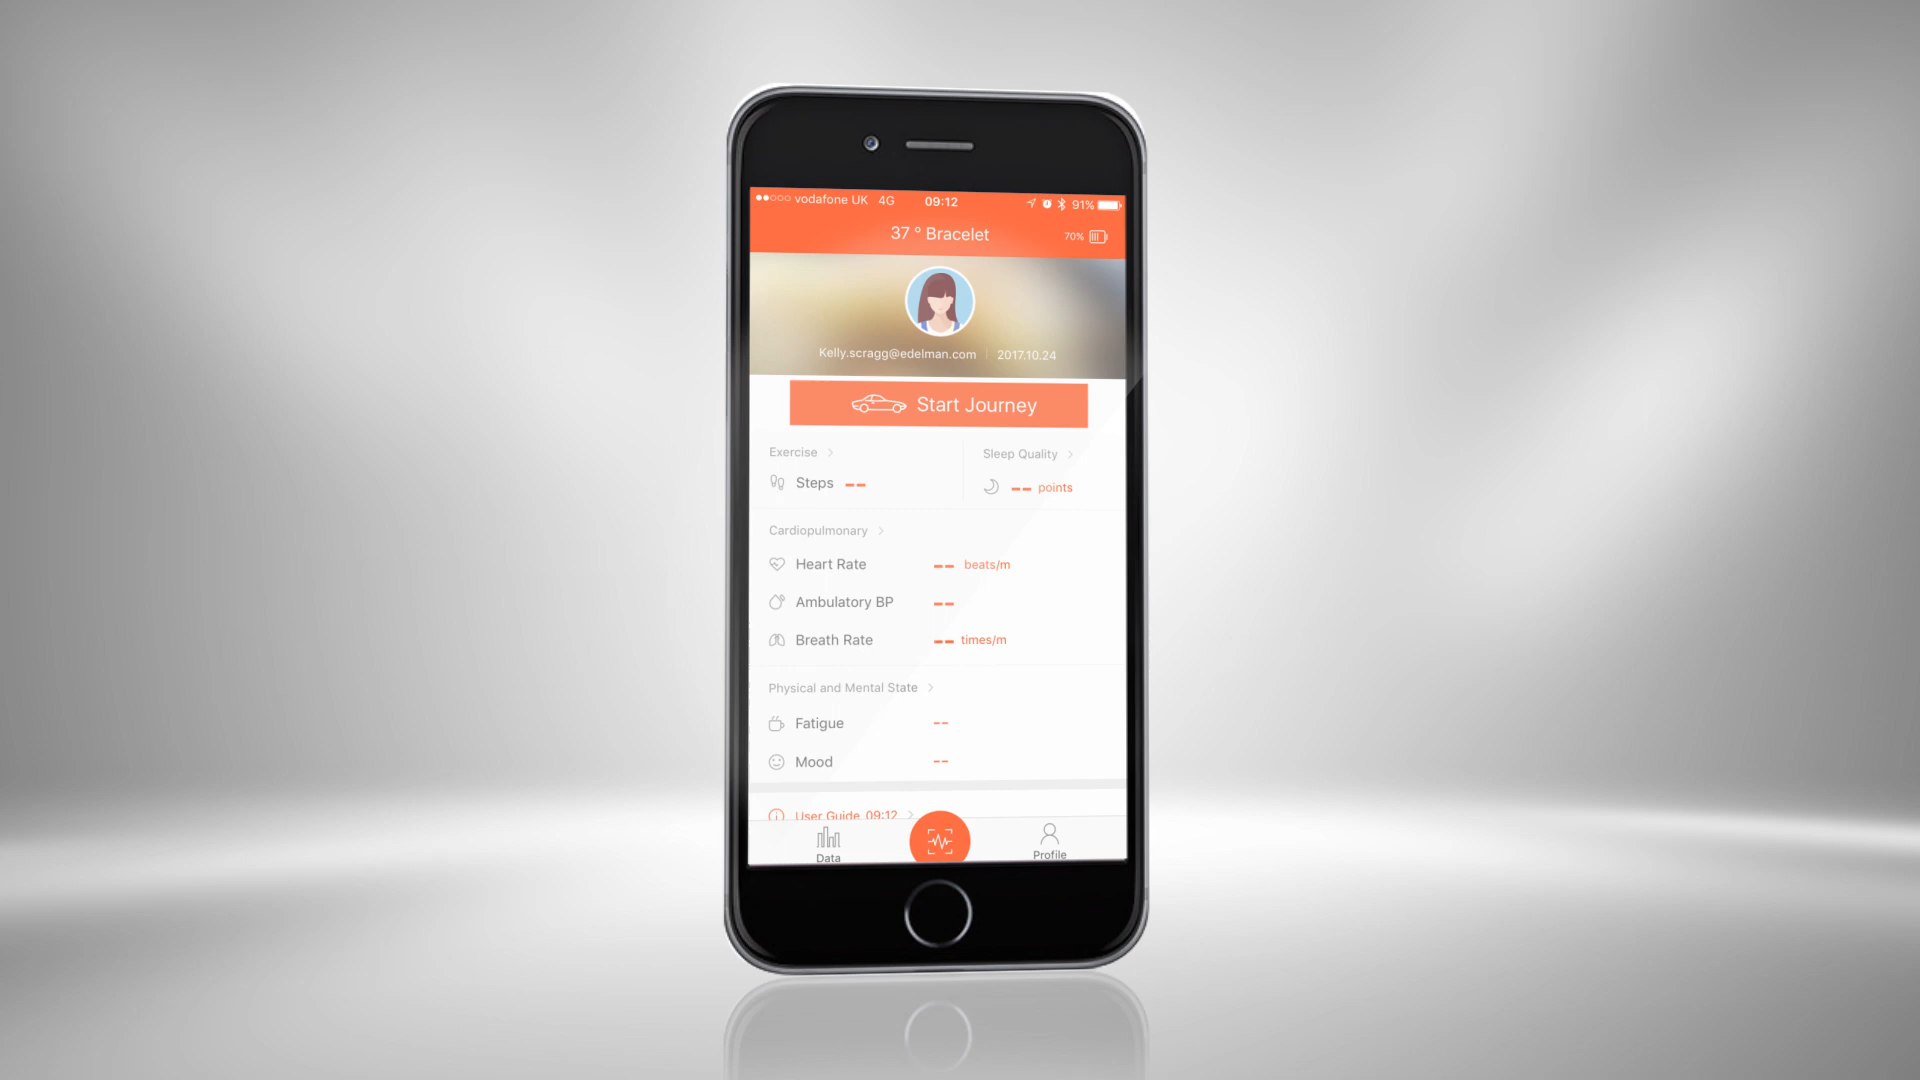 vodafone UK 4G 09:12 91%
37 ° Bracelet 70%
Kelly.scragg@edelman.com 2017.10.24
Start Journey
Exercise > Sleep Quality >
Steps -- -- points
Cardiopulmonary >
Heart Rate -- beats/m
Ambulatory BP --
Breath Rate -- times/m
Physical and Mental State >
Fatigue --
Mood --
User Guide 09:12 >
Data Profile